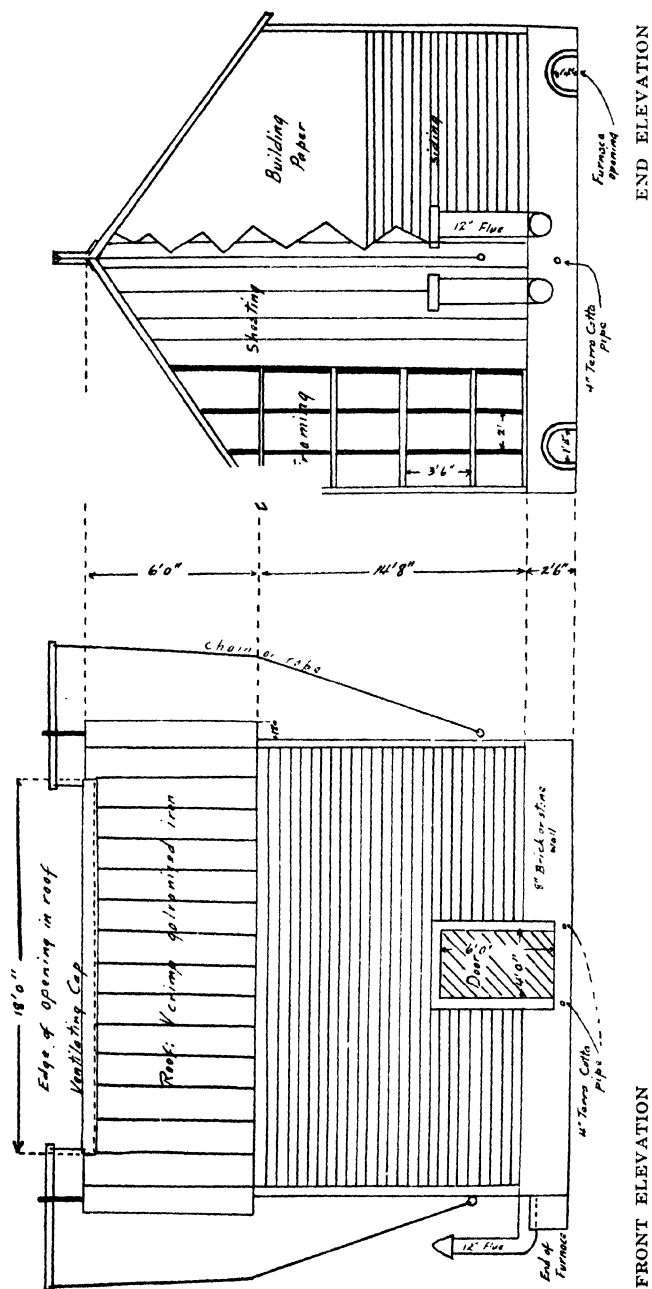 18'0"
Edge of opening in roof
Ventilating Cap
Roof: V crimp galvanized iron
chain or rope
12" Flue
End of
Furnace
Door
6'0"
4'0"
8" Brick or stone
wall
4" Terra Cotta
pipe
FRONT ELEVATION
6'0"
14'8"
2'6"
Framing
Sheating
Building
Paper
Siding
3'6"
2'
12" Flue
1'8"
4" Terra Cotta
pipe
Furnace
opening
END ELEVATION